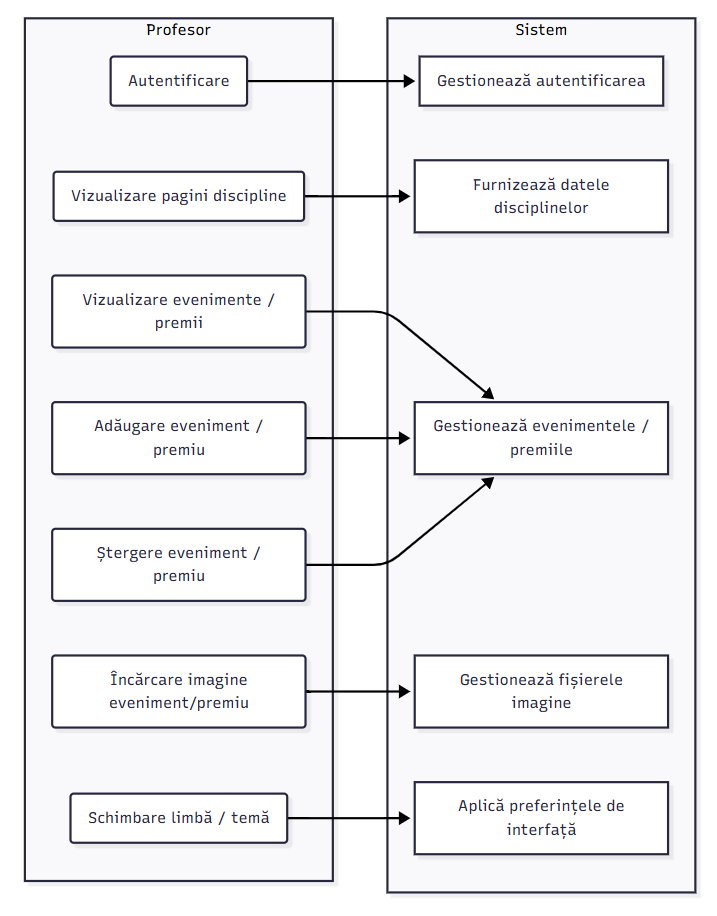 Profesor
Sistem
Autentificare
Gestionează autentificarea
Vizualizare pagini discipline
Furnizează datele
disciplinelor
Vizualizare evenimente /
premii
Adăugare eveniment /
premiu
Gestionează evenimentele /
premiile
Ștergere eveniment /
premiu
Încărcare imagine
eveniment/premiu
Gestionează fișierele
imagine
Schimbare limbă / temă
Aplică preferințele de
interfață